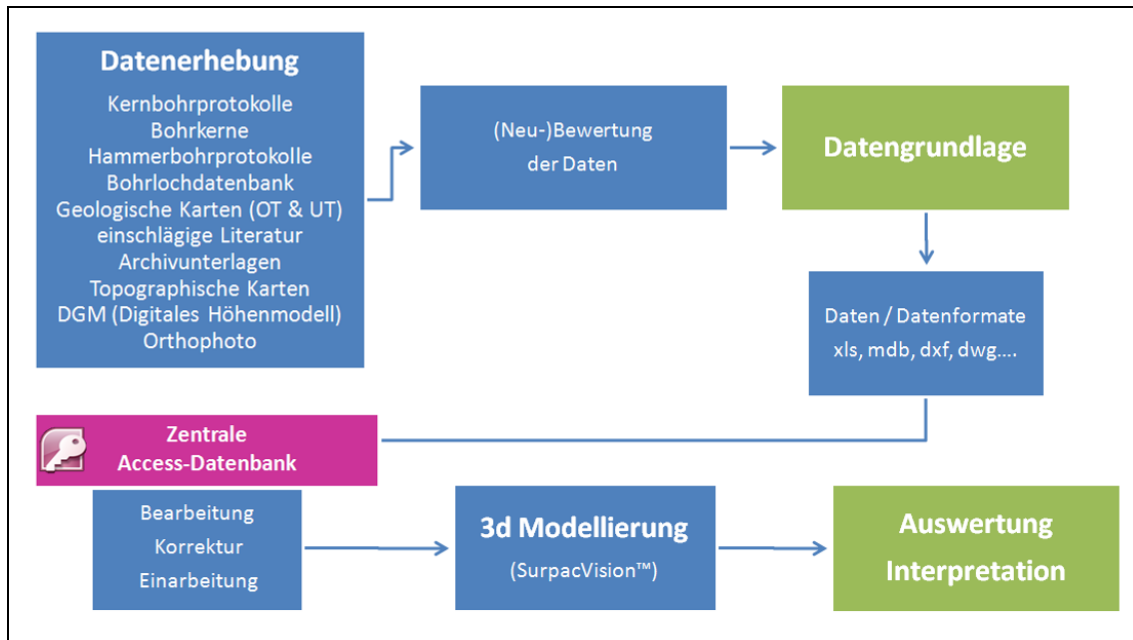 Datenerhebung
Kernbohrprotokolle
Bohrkerne
Hammerbohrprotokolle
Bohrlochdatenbank
Geologische Karten (OT & UT)
einschlägige Literatur
Archivunterlagen
Topographische Karten
DGM (Digitales Höhenmodell)
Orthophoto
(Neu-)Bewertung
der Daten
Datengrundlage
Daten / Datenformate
xls, mdb, dxf, dwg....
Zentrale
Access-Datenbank
Bearbeitung
Korrektur
Einarbeitung
3d Modellierung
(SurpacVision™)
Auswertung
Interpretation